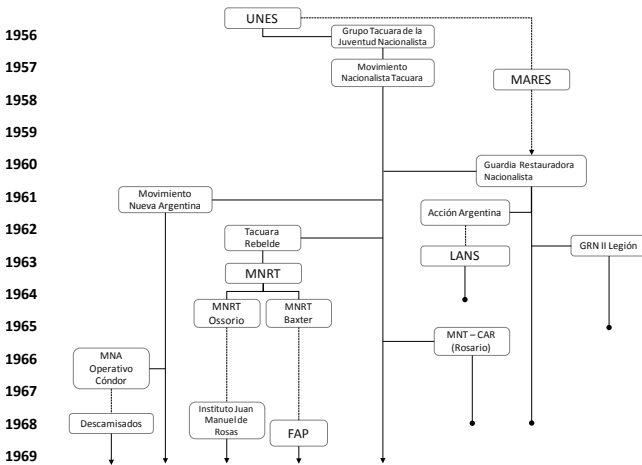 UNES
1956
Grupo Tacuara de la
Juventud Nacionalista
1957
Movimiento
Nacionalista Tacuara
MARES
1958
1959
1960
Guardia Restauradora
Nacionalista
1961
Movimiento
Nueva Argentina
Acción Argentina
1962
Tacuara
Rebelde
GRN II Legión
LANS
1963
MNRT
1964
MNRT
Ossorio
MNRT
Baxter
1965
MNT – CAR
(Rosario)
1966
MNA
Operativo
Cóndor
1967
Instituto Juan
Manuel de
Rosas
1968
Descamisados
FAP
1969